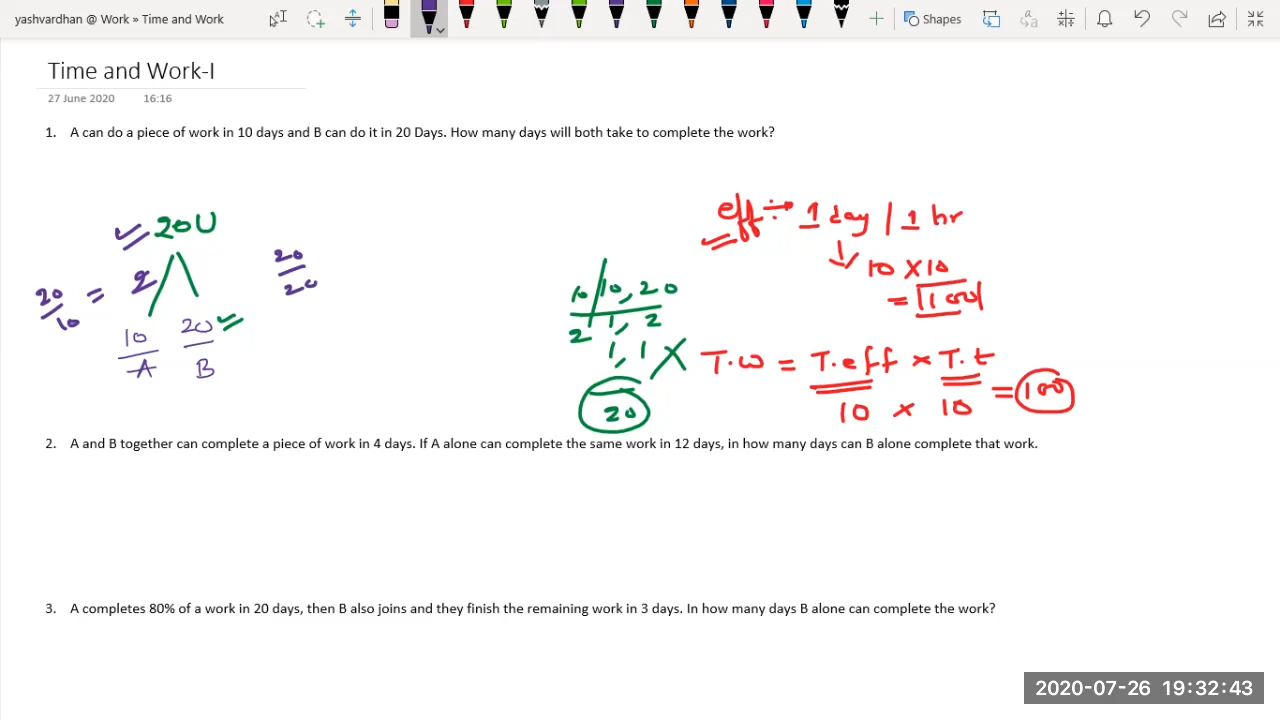 yashvardhan @ Work » Time and Work
Shapes
Time and Work-I
27 June 2020 16:16
1. A can do a piece of work in 10 days and B can do it in 20 Days. How many days will both take to complete the work?
20U
20/10 = 2
10/A 20/B
20/20
10 / 10, 20
2 / 1, 2
1, 1
20
eff ÷→ 1 day / 1 hr
10 × 10
= 100
T.W = T.eff × T.t
10 × 10 = 100
2. A and B together can complete a piece of work in 4 days. If A alone can complete the same work in 12 days, in how many days can B alone complete that work.
3. A completes 80% of a work in 20 days, then B also joins and they finish the remaining work in 3 days. In how many days B alone can complete the work?
2020-07-26 19:32:43